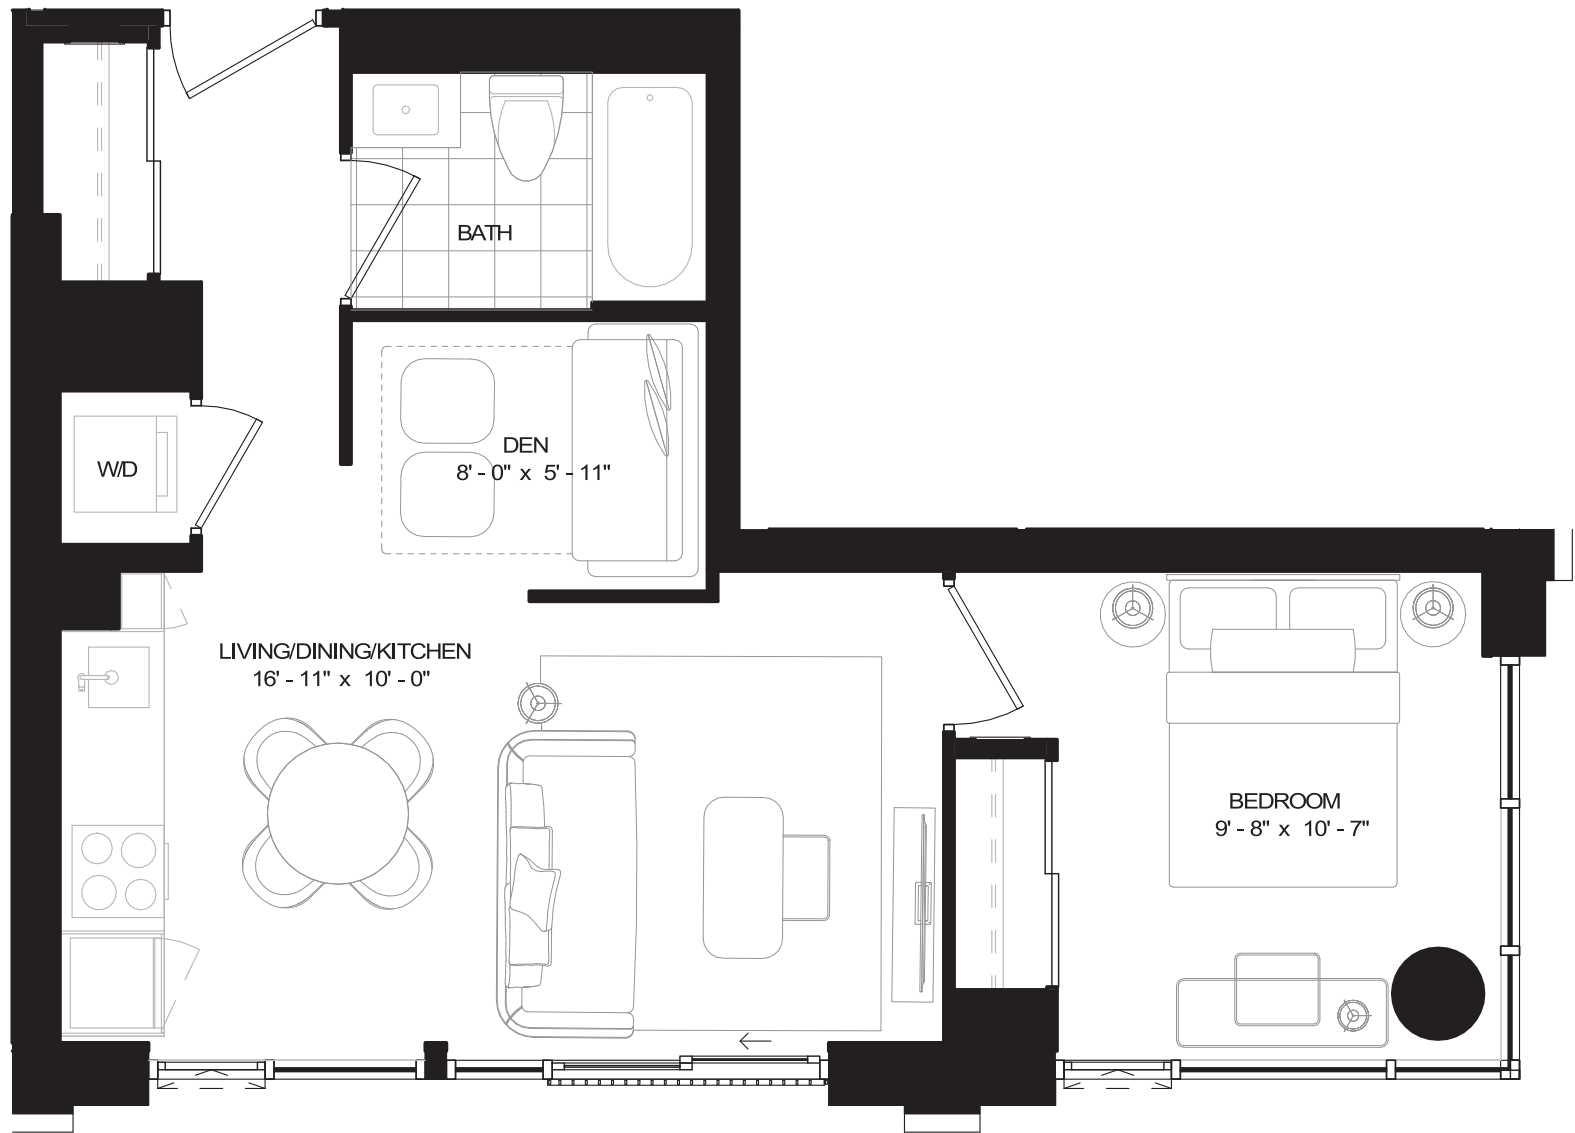 BATH
DEN
8' - 0" x 5' - 11"
W/D
LIVING/DINING/KITCHEN
16' - 11" x 10' - 0"
BEDROOM
9' - 8" x 10' - 7"